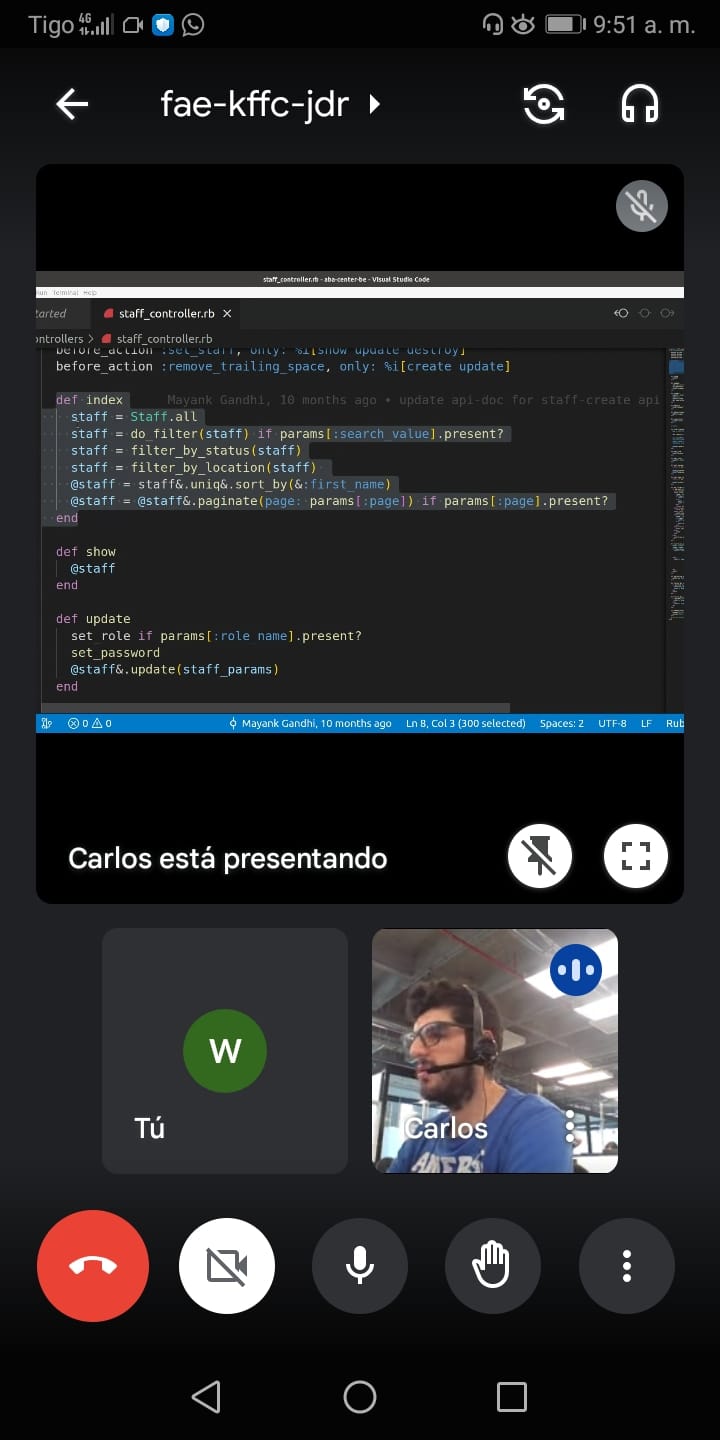 Tigo 4G 9:51 a. m.
fae-kffc-jdr
staff_controller.rb - aba-center-be - Visual Studio Code
Run Terminal Help
tarted staff_controller.rb
ontrollers > staff_controller.rb
before_action :set_staff, only: %i[show update destroy]
before_action :remove_trailing_space, only: %i[create update]
def index Mayank Gandhi, 10 months ago • update api-doc for staff-create api
staff = Staff.all
staff = do_filter(staff) if params[:search_value].present?
staff = filter_by_status(staff)
staff = filter_by_location(staff)
@staff = staff&.uniq&.sort_by(&:first_name)
@staff = @staff&.paginate(page: params[:page]) if params[:page].present?
end
def show
@staff
end
def update
set_role if params[:role_name].present?
set_password
@staff&.update(staff_params)
end
0 0 Mayank Gandhi, 10 months ago Ln 8, Col 3 (300 selected) Spaces: 2 UTF-8 LF Rub
Carlos está presentando
W
Tú
Carlos
AMER